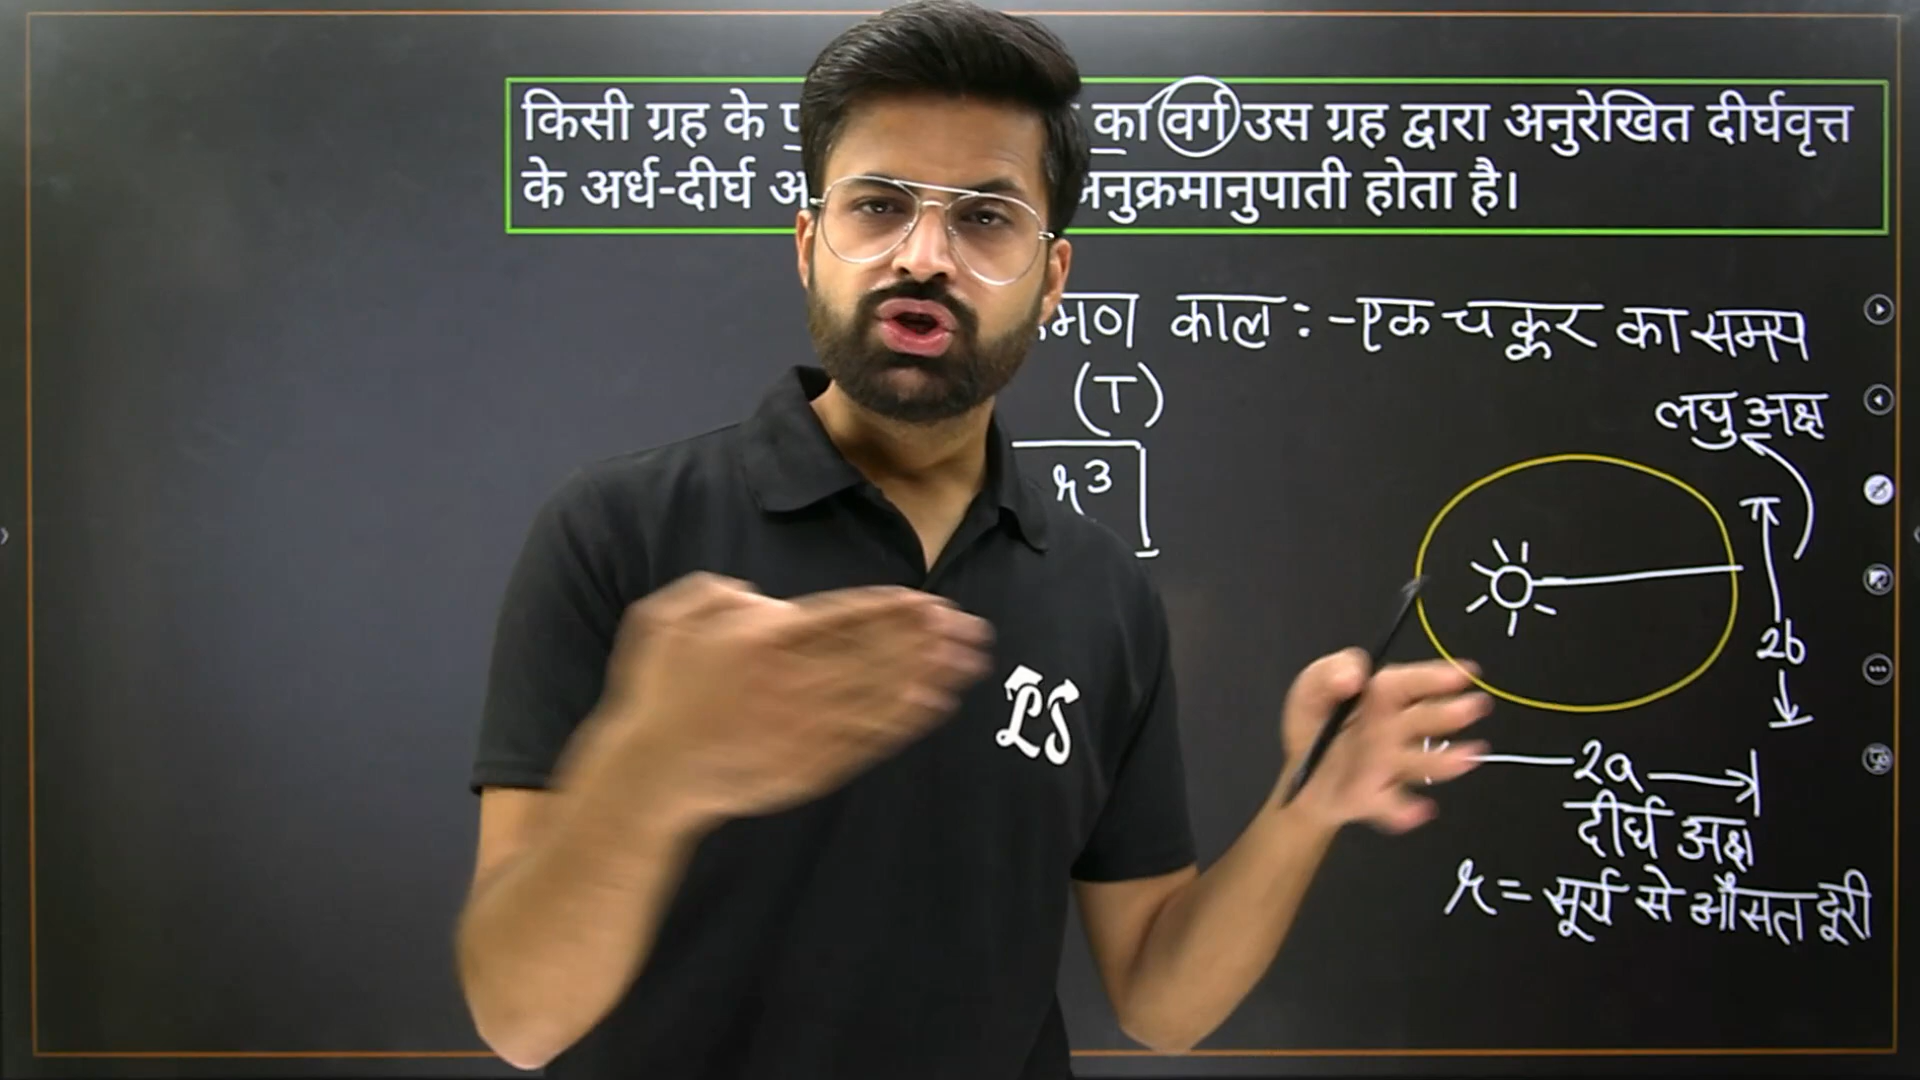 किसी ग्रह के का वर्ग उस ग्रह द्वारा अनुरेखित दीर्घवृत्त
के अर्ध-दीर्घ अनुक्रमानुपाती होता है।
काल :- एक चक्कर का समय
(T)
लघु अक्ष
r³
2b
2a
दीर्घ अक्ष
r = सूर्य से औसत दूरी
PS